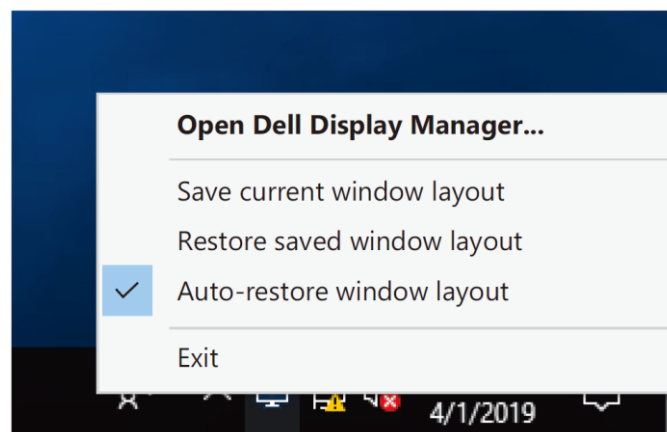 Open Dell Display Manager...
Save current window layout
Restore saved window layout
Auto-restore window layout
Exit
4/1/2019